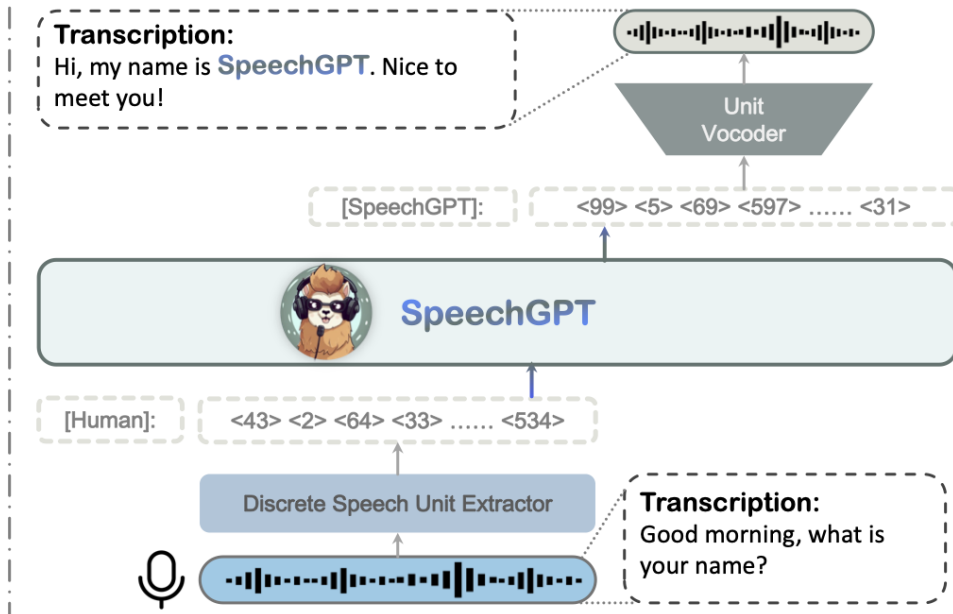 Transcription:
Hi, my name is SpeechGPT. Nice to
meet you!
Unit
Vocoder
[SpeechGPT]: <99> <5> <69> <597> ...... <31>
SpeechGPT
[Human]: <43> <2> <64> <33> ...... <534>
Discrete Speech Unit Extractor
Transcription:
Good morning, what is
your name?